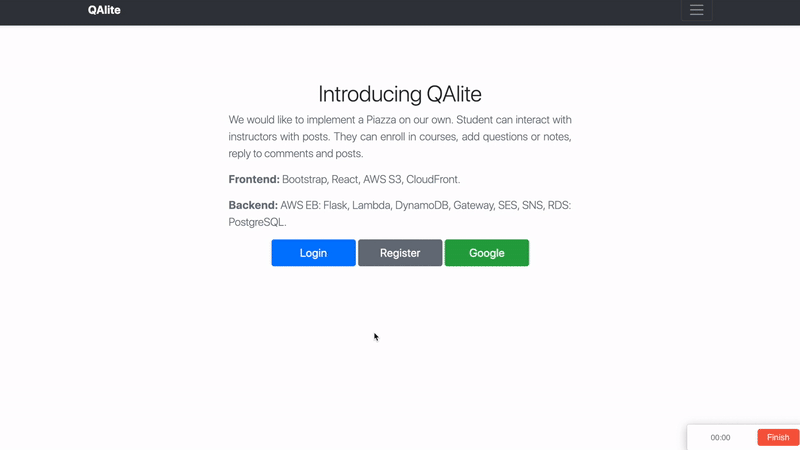 QAlite
Introducing QAlite
We would like to implement a Piazza on our own. Student can interact with
instructors with posts. They can enroll in courses, add questions or notes,
reply to comments and posts.
Frontend: Bootstrap, React, AWS S3, CloudFront.
Backend: AWS EB: Flask, Lambda, DynamoDB, Gateway, SES, SNS, RDS:
PostgreSQL.
Login Register Google
00:00 Finish